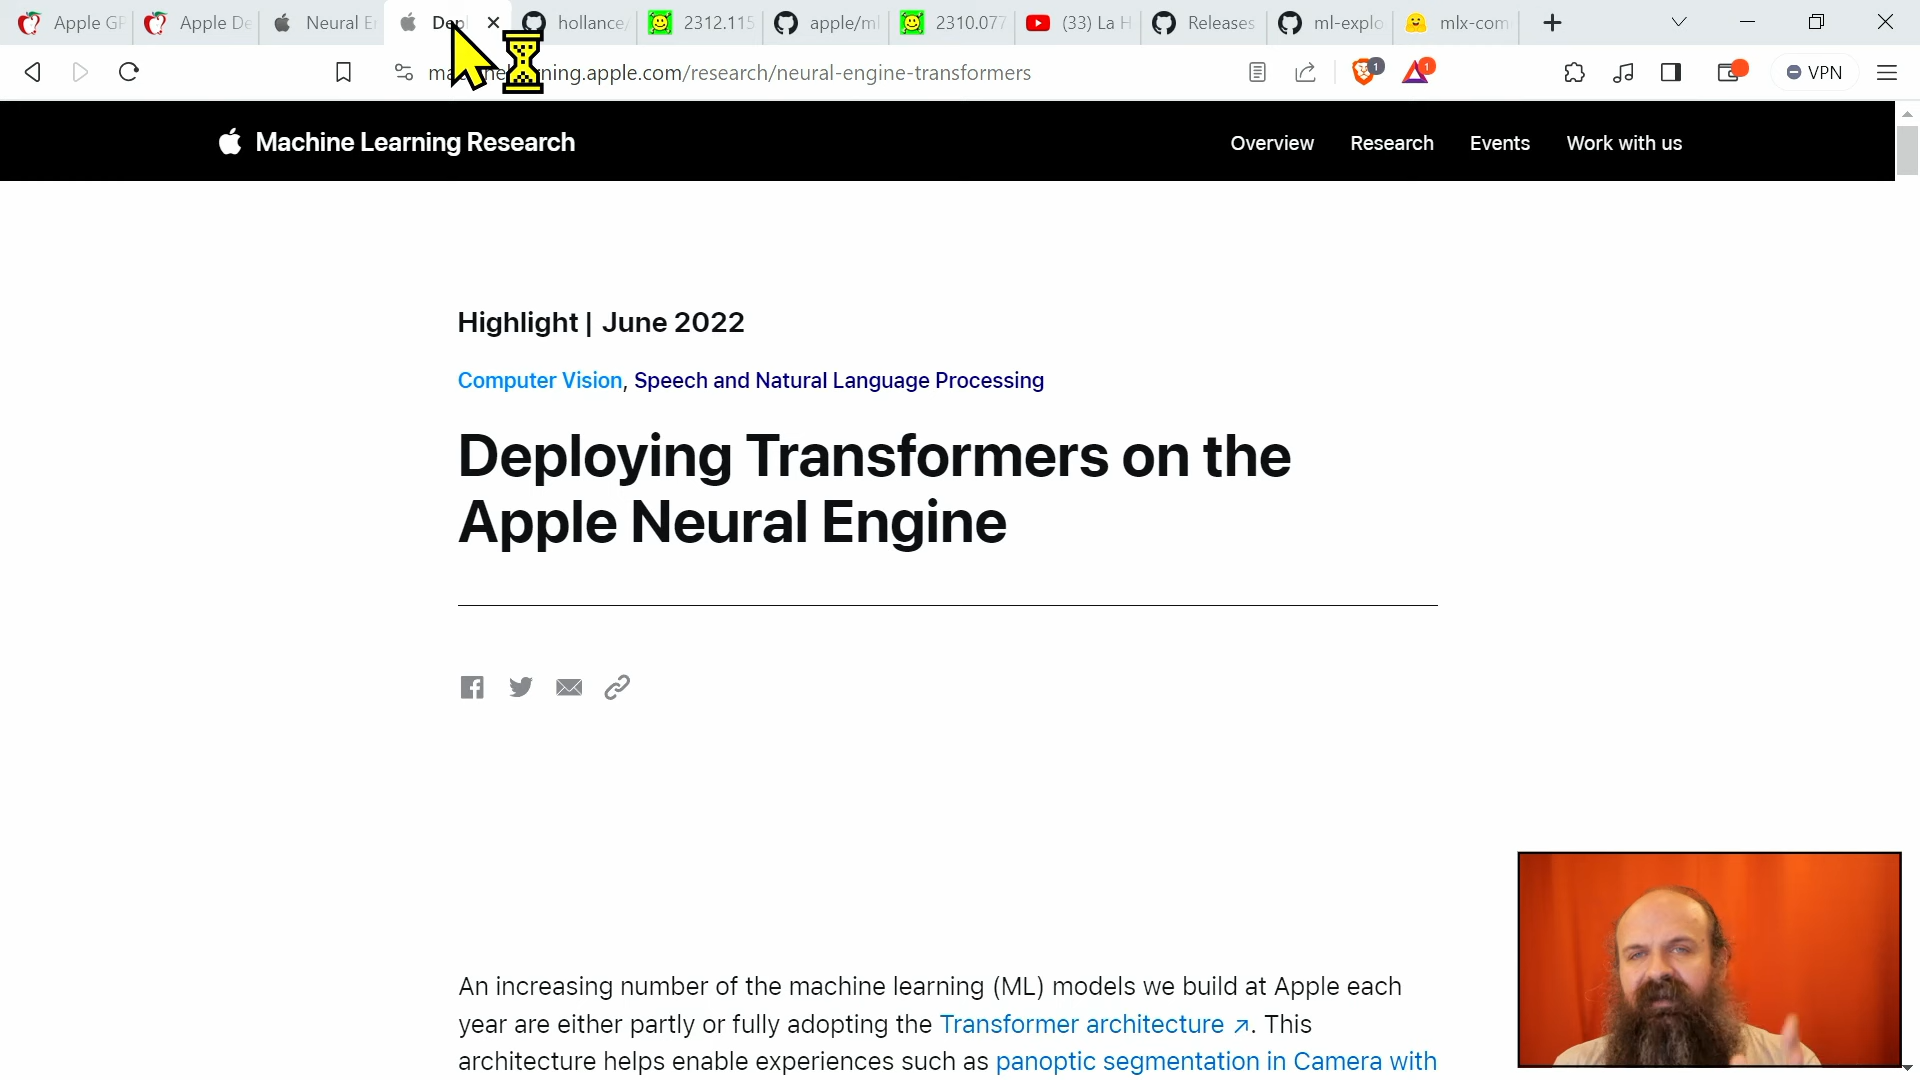 Apple GP
Apple De
Neural E
Dep
hollance/
2312.115
apple/ml
2310.077
(33) La H
Releases
ml-explo
mlx-com
ning.apple.com/research/neural-engine-transformers
1
1
VPN
Machine Learning Research
Overview
Research
Events
Work with us
Highlight | June 2022
Computer Vision, Speech and Natural Language Processing
Deploying Transformers on the
Apple Neural Engine
An increasing number of the machine learning (ML) models we build at Apple each
year are either partly or fully adopting the Transformer architecture ↗. This
architecture helps enable experiences such as panoptic segmentation in Camera with